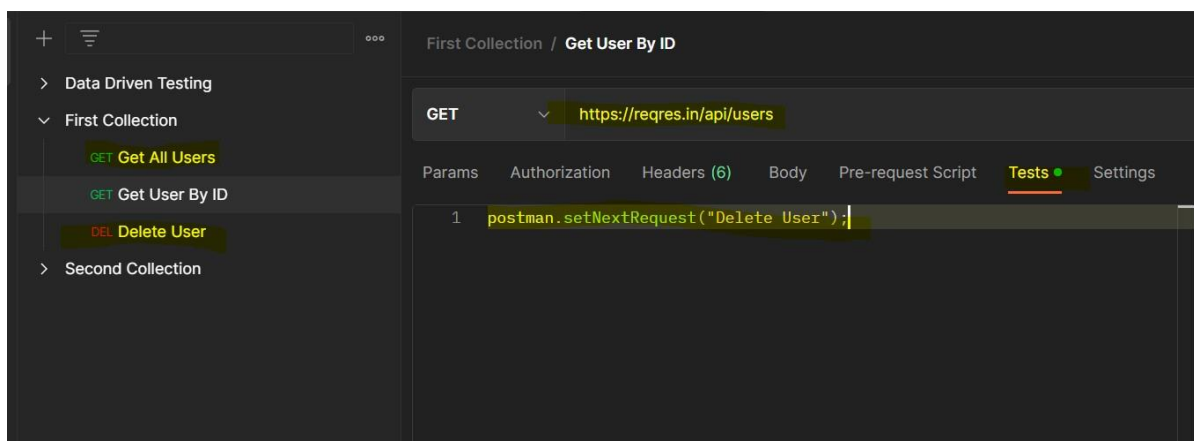 First Collection / Get User By ID
Data Driven Testing
First Collection
GET Get All Users
GET Get User By ID
DEL Delete User
Second Collection
GET https://reqres.in/api/users
Params Authorization Headers (6) Body Pre-request Script Tests Settings
1 postman.setNextRequest("Delete User");